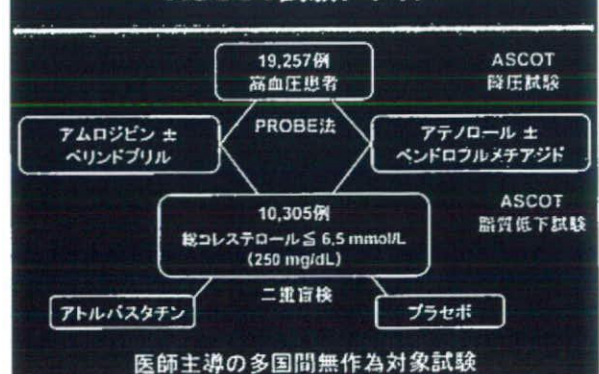 19,257例
高血圧患者
ASCOT
降圧試験
PROBE法
アムロジピン ±
ペリンドプリル
アテノロール ±
ベンドロフルメチアジド
10,305例
総コレステロール ≦ 6.5 mmol/L
(250 mg/dL)
ASCOT
脂質低下試験
二重盲検
アトルバスタチン
プラセボ
医師主導の多国間無作為対象試験